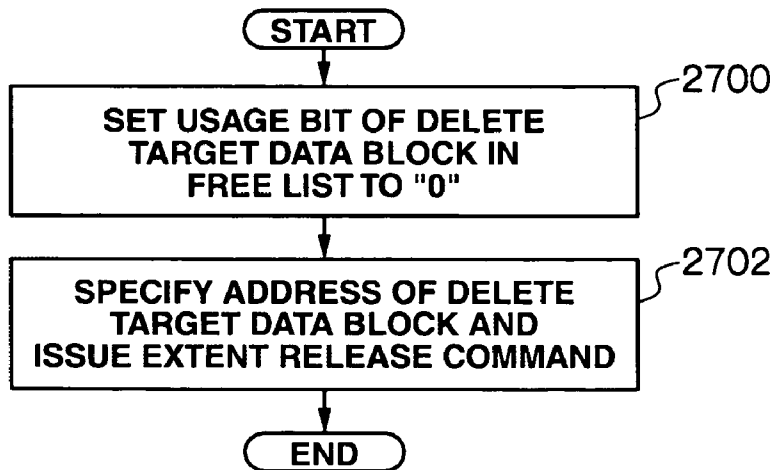 START
2700
SET USAGE BIT OF DELETE
TARGET DATA BLOCK IN
FREE LIST TO "0"
2702
SPECIFY ADDRESS OF DELETE
TARGET DATA BLOCK AND
ISSUE EXTENT RELEASE COMMAND
END